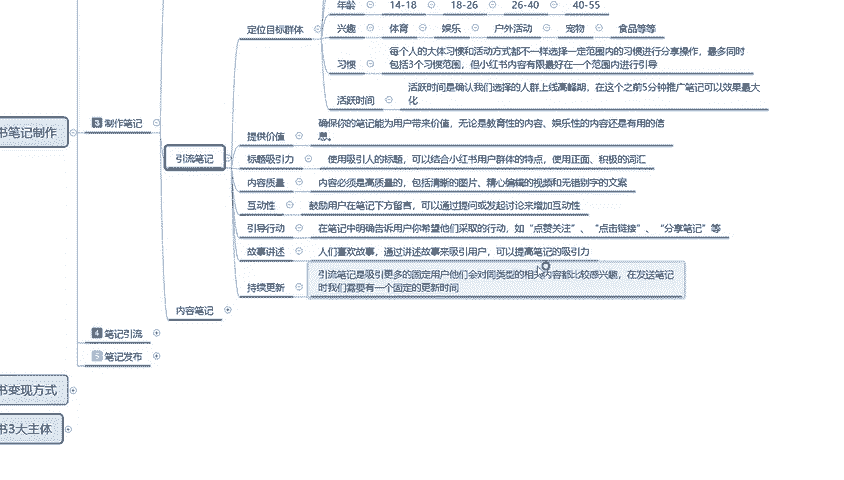 年龄 14-18 18-26 26-40 40-55
定位目标群体
兴趣 体育 娱乐 户外活动 宠物 食品等等
每个人的大体习惯和活动方式都不一样选择一定范围内的习惯进行分享操作，最多同时
习惯 包括3个习惯范围，但小红书内容有限最好在一个范围内进行引导
活跃时间是确认我们选择的人群上线高峰期，在这个之前5分钟推广笔记可以效果最大
活跃时间 化
3 制作笔记
书笔记制作
确保你的笔记能为用户带来价值，无论是教育性的内容、娱乐性的内容还是有用的信
提供价值 息。
引流笔记
标题吸引力 使用吸引人的标题，可以结合小红书用户群体的特点，使用正面、积极的词汇
内容质量 内容必须是高质量的，包括清晰的图片、精心编辑的视频和无错别字的文案
互动性 鼓励用户在笔记下方留言，可以通过提问或发起讨论来增加互动性
引导行动 在笔记中明确告诉用户你希望他们采取的行动，如“点赞关注”、“点击链接”、“分享笔记”等
故事讲述 人们喜欢故事，通过讲述故事来吸引用户，可以提高笔记的吸引力
引流笔记是吸引更多的固定用户他们会对同类型的相关内容都比较感兴趣，在发送笔记
持续更新 时我们需要有一个固定的更新时间
内容笔记
4 笔记引流
5 笔记发布
书变现方式
书3大主体